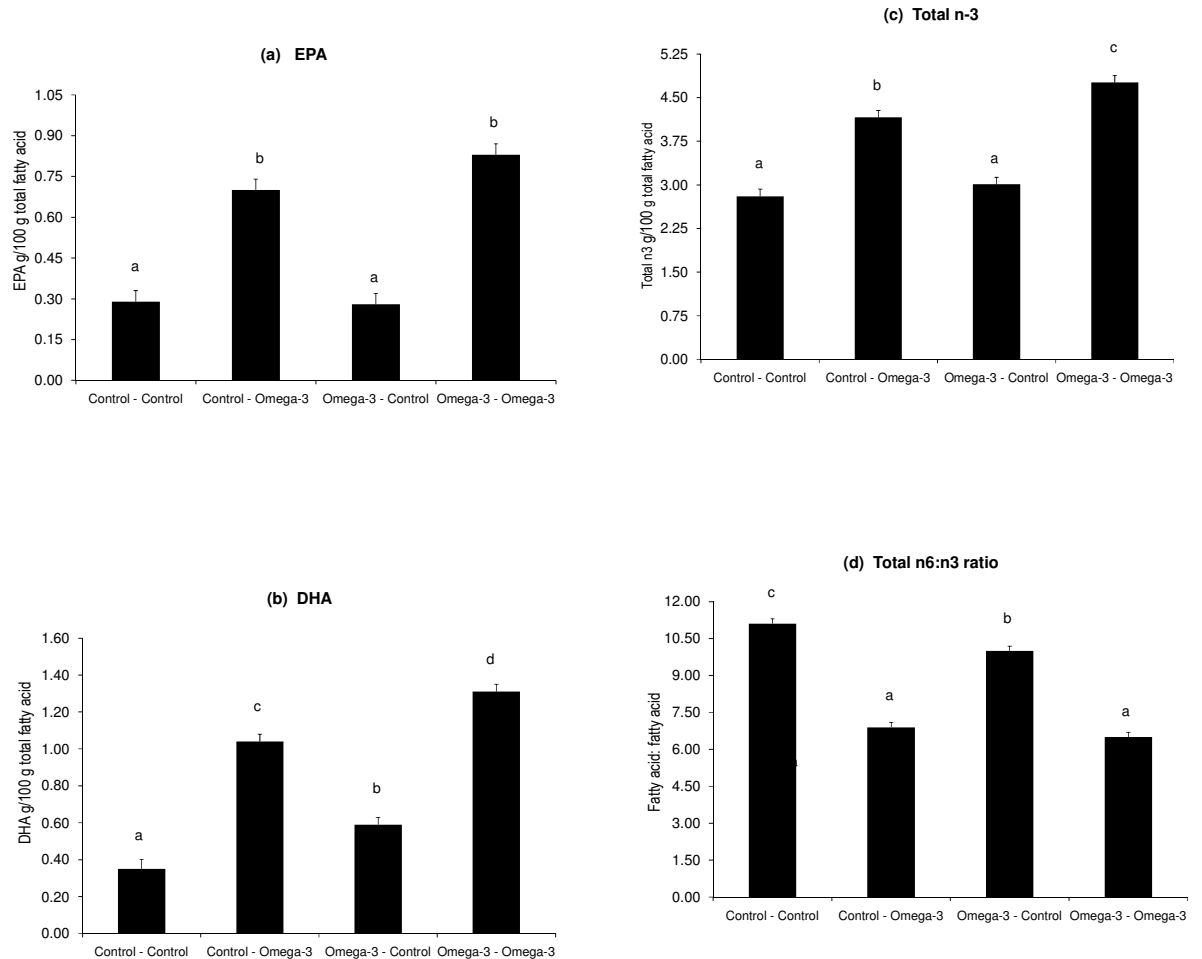 (a) EPA
EPA g/100 g total fatty acid
1.05
0.90
0.75
0.60
0.45
0.30
0.15
0.00
a
b
a
b
Control - Control
Control - Omega-3
Omega-3 - Control
Omega-3 - Omega-3
(c) Total n-3
Total n3 g/100 g total fatty acid
5.25
4.50
3.75
3.00
2.25
1.50
0.75
0.00
a
b
a
c
Control - Control
Control - Omega-3
Omega-3 - Control
Omega-3 - Omega-3
(b) DHA
DHA g/100 g total fatty acid
1.60
1.40
1.20
1.00
0.80
0.60
0.40
0.20
0.00
a
c
b
d
Control - Control
Control - Omega-3
Omega-3 - Control
Omega-3 - Omega-3
(d) Total n6:n3 ratio
Fatty acid: fatty acid
12.00
10.50
9.00
7.50
6.00
4.50
3.00
1.50
0.00
c
a
b
a
Control - Control
Control - Omega-3
Omega-3 - Control
Omega-3 - Omega-3